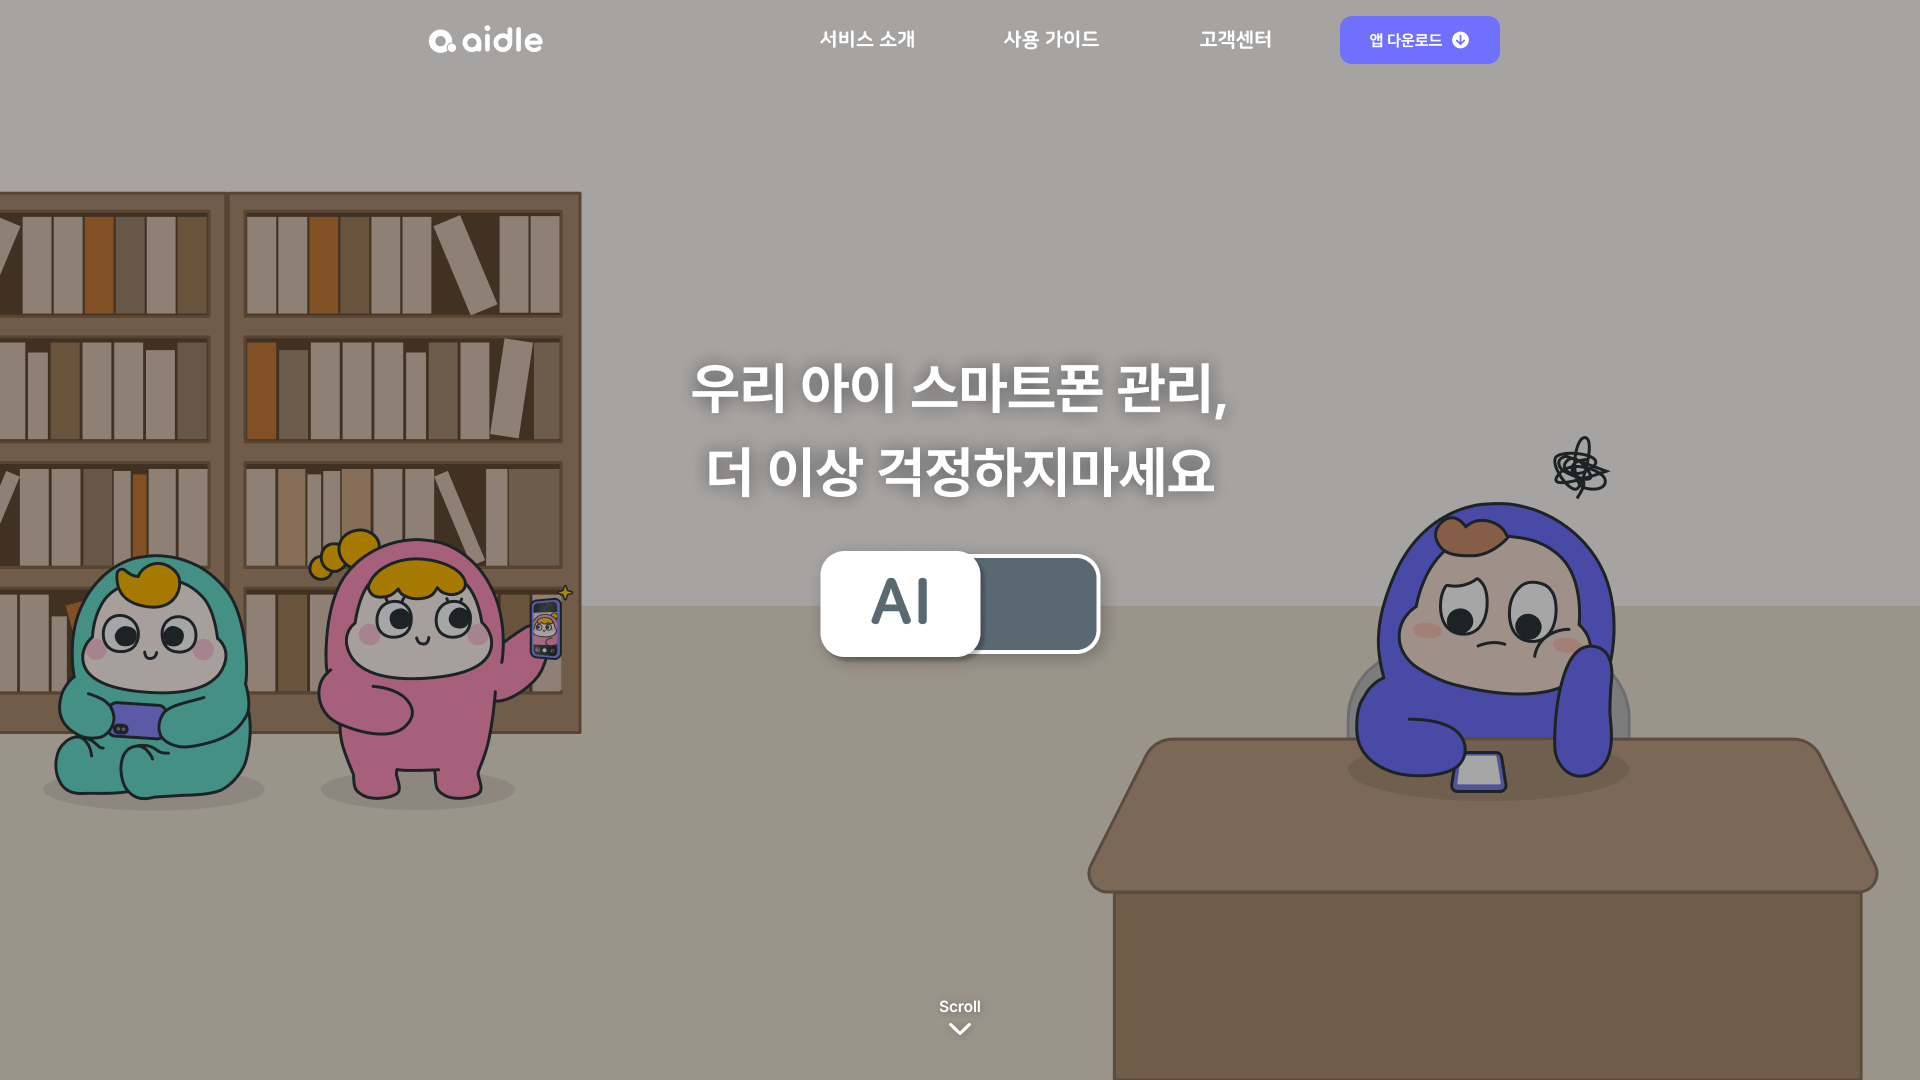 aidle
서비스 소개
사용 가이드
고객센터
앱 다운로드
우리 아이 스마트폰 관리,
더 이상 걱정하지마세요
AI
Scroll